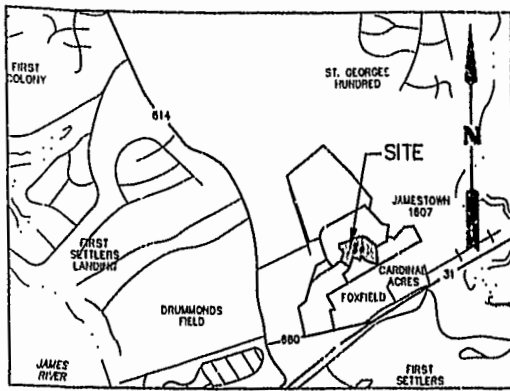 FIRST
COLONY
ST. GEORGES
HUNDRED
614
N
SITE
JAMESTOWN
1607
FIRST
SETTLERS
LANDING
CARDINAL
ACRES
31
FOXFIELD
DRUMMONDS
FIELD
680
JAMES
RIVER
FIRST
SETTLERS